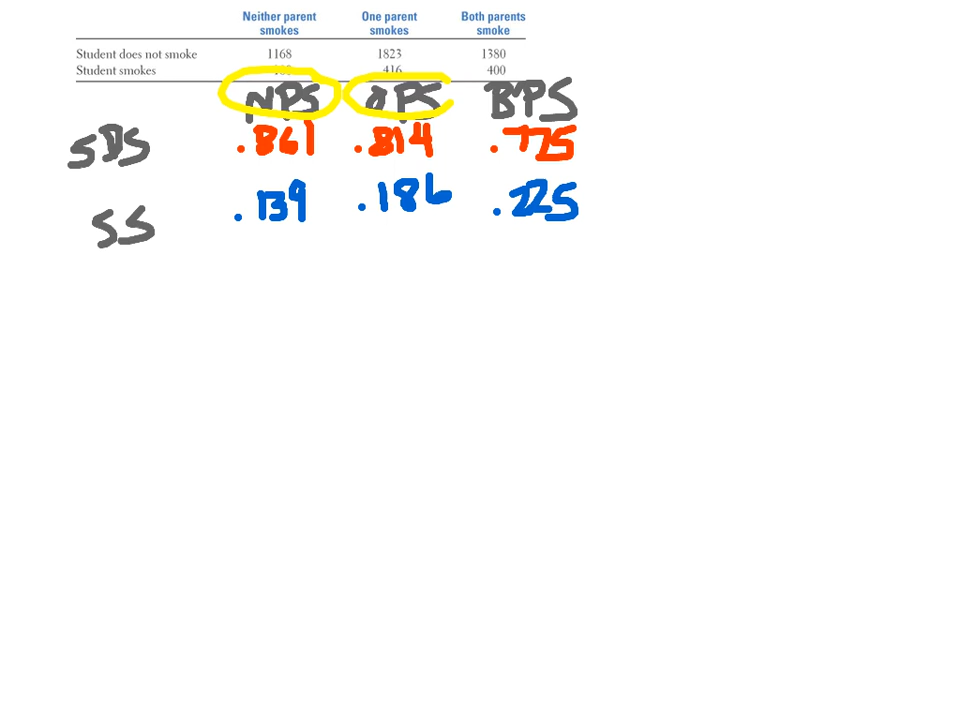 Neither parent One parent Both parents
smokes smokes smoke
Student does not smoke 1168 1823 1380
Student smokes 416 400
NPS OPS BPS
SDS .861 .814 .775
SS .139 .186 .225